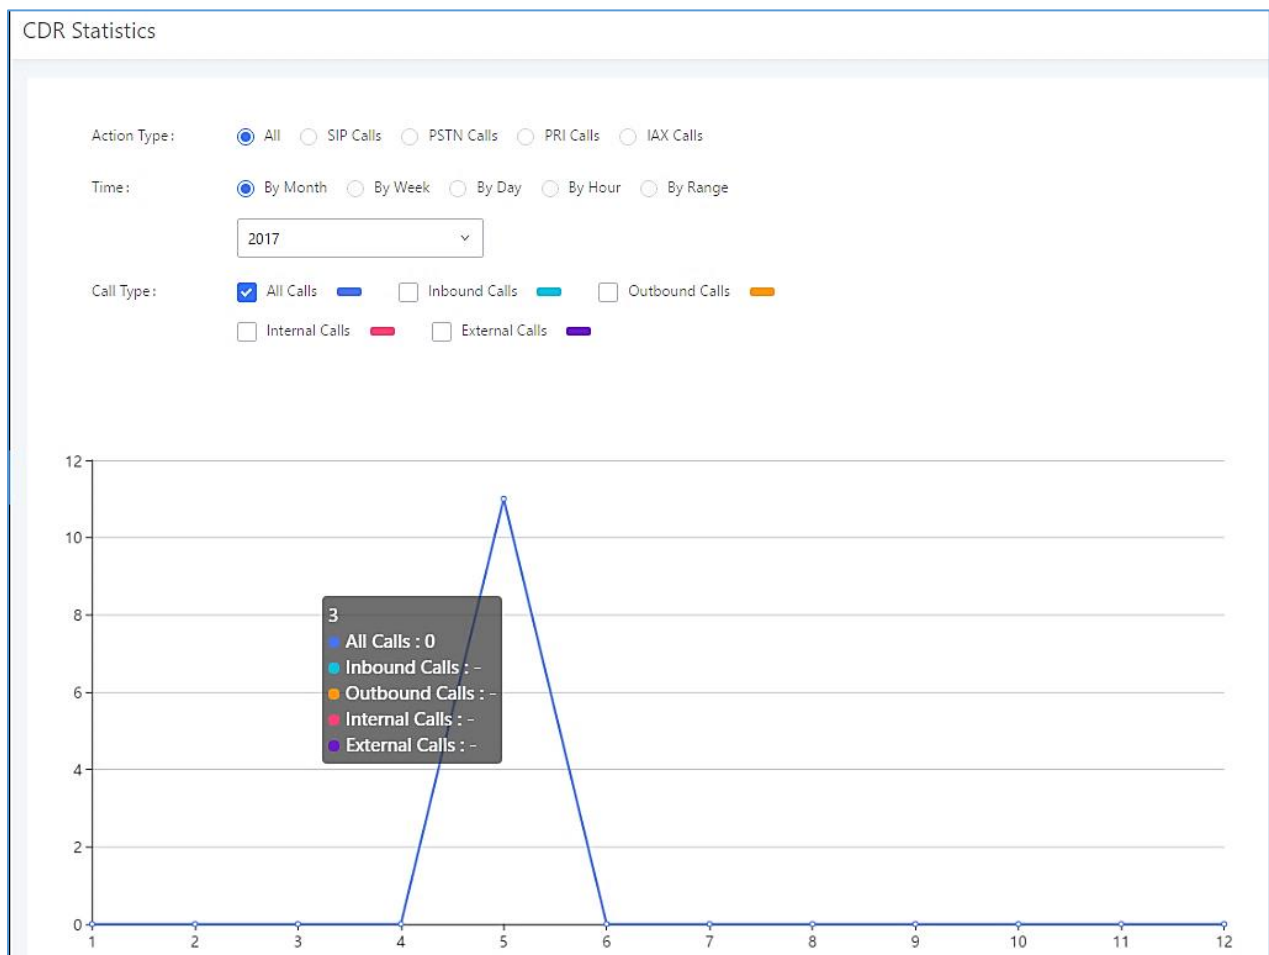 CDR Statistics
Action Type: All SIP Calls PSTN Calls PRI Calls IAX Calls
Time: By Month By Week By Day By Hour By Range
2017
Call Type: All Calls Inbound Calls Outbound Calls
Internal Calls External Calls
12
10
8
6
4
2
0
3
All Calls : 0
Inbound Calls : -
Outbound Calls : -
Internal Calls : -
External Calls : -
1 2 3 4 5 6 7 8 9 10 11 12